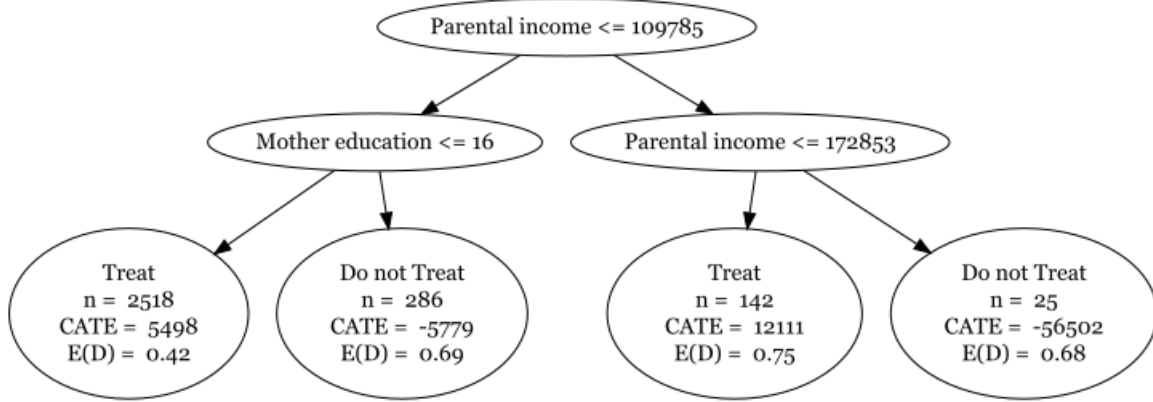 Parental income <= 109785
Mother education <= 16
Parental income <= 172853
Treat
n = 2518
CATE = 5498
E(D) = 0.42
Do not Treat
n = 286
CATE = -5779
E(D) = 0.69
Treat
n = 142
CATE = 12111
E(D) = 0.75
Do not Treat
n = 25
CATE = -56502
E(D) = 0.68